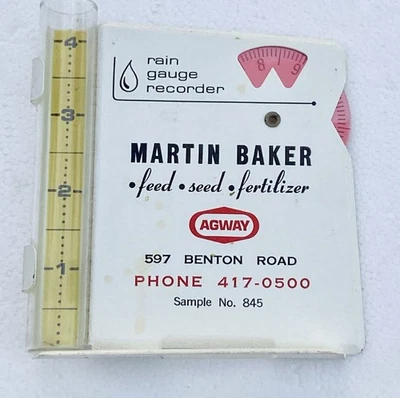 4
3
2
1
rain
gauge
recorder
8 9
MARTIN BAKER
• feed • seed • fertilizer
AGWAY
597 BENTON ROAD
PHONE 417-0500
Sample No. 845